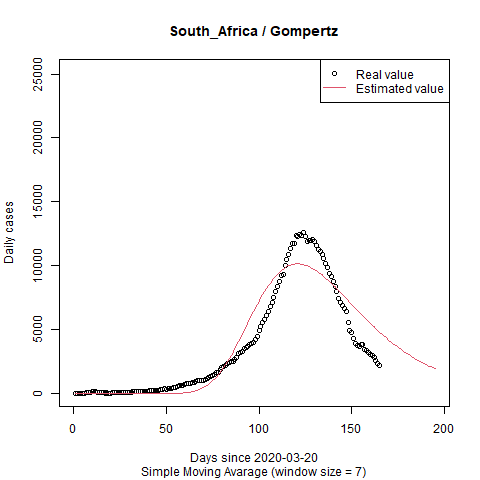 South_Africa / Gompertz
Real value
Estimated value
25000
20000
15000
10000
5000
0
Daily cases
0 50 100 150 200
Days since 2020-03-20
Simple Moving Avarage (window size = 7)